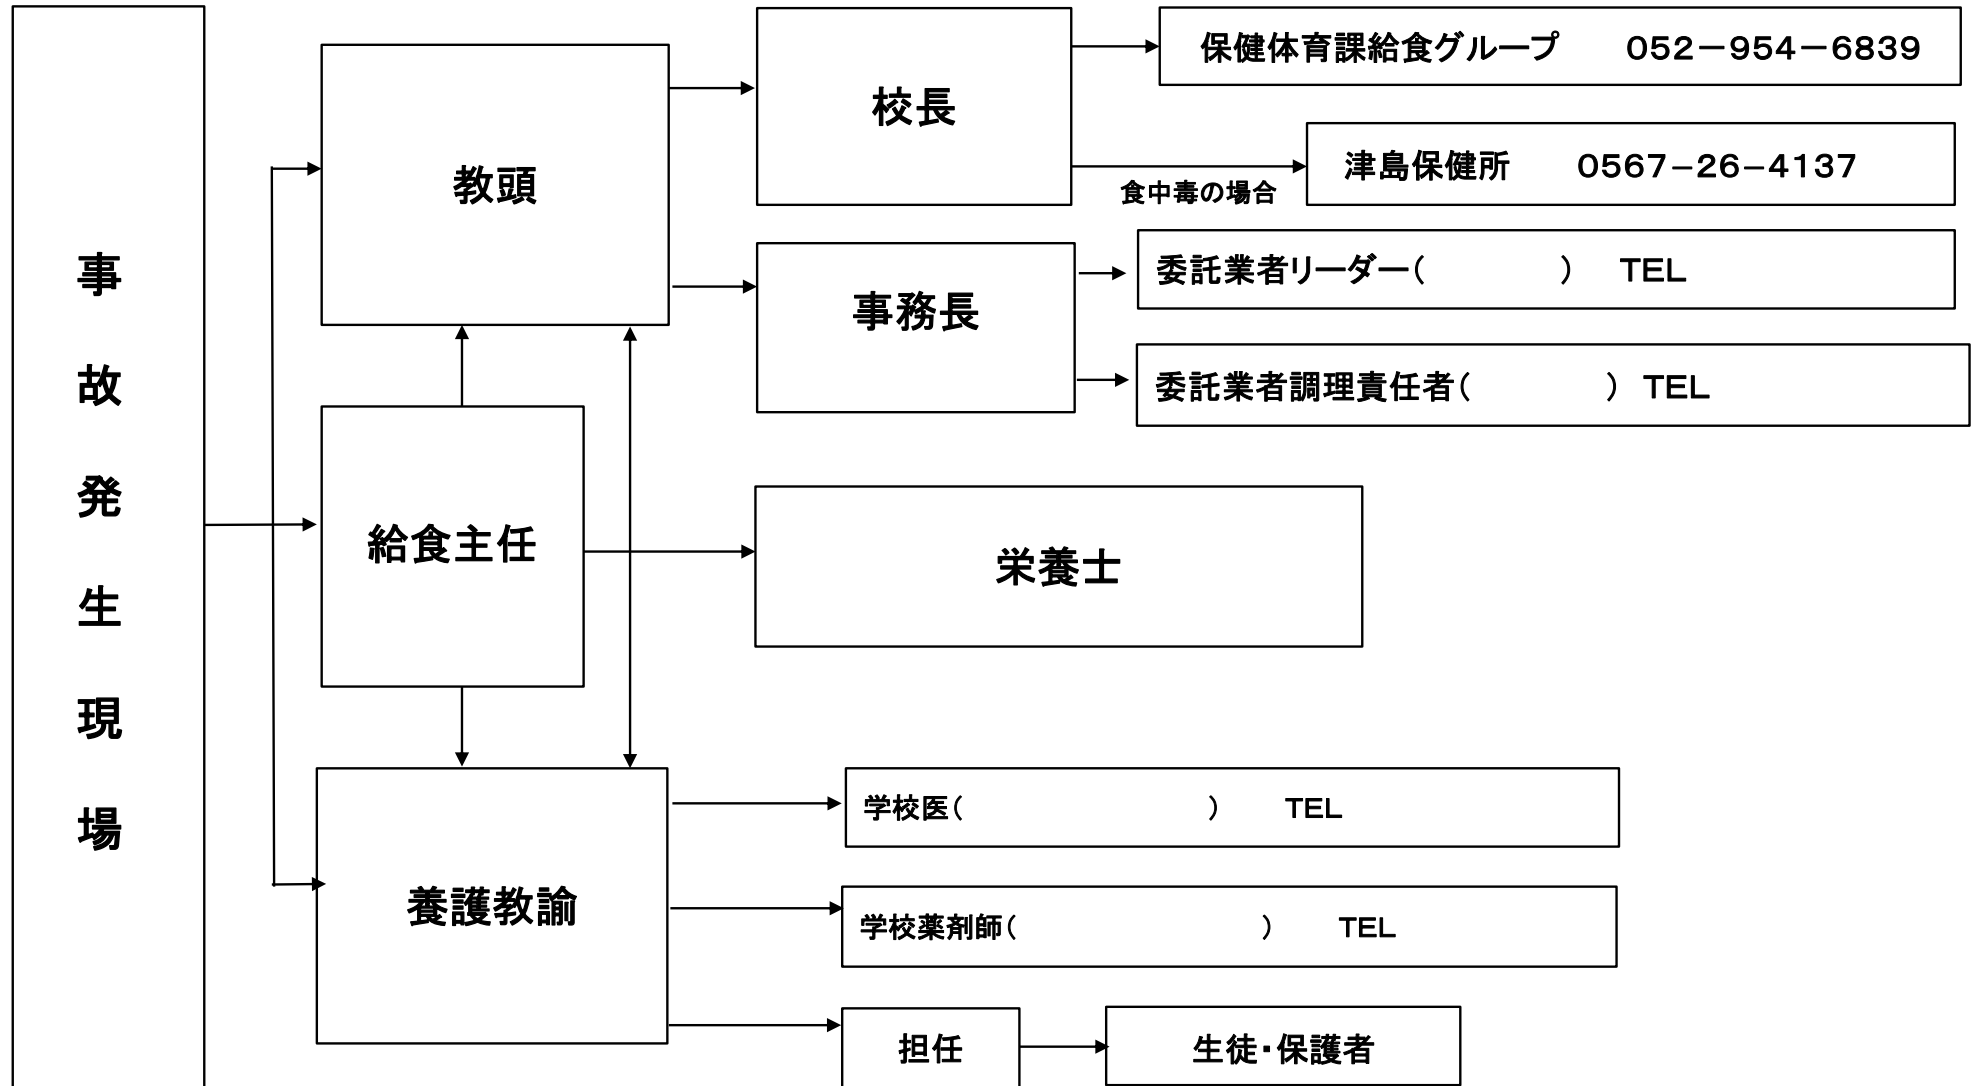 事故発生現場
教頭
校長
保健体育課給食グループ　　０５２－９５４－６８３９
津島保健所　　０５６７－２６－４１３７
食中毒の場合
事務長
委託業者リーダー（　　　　）　TEL
委託業者調理責任者（　　　　）　TEL
給食主任
栄養士
養護教諭
学校医（　　　　　　　　）　　TEL
学校薬剤師（　　　　　　　　）　　TEL
担任
生徒・保護者